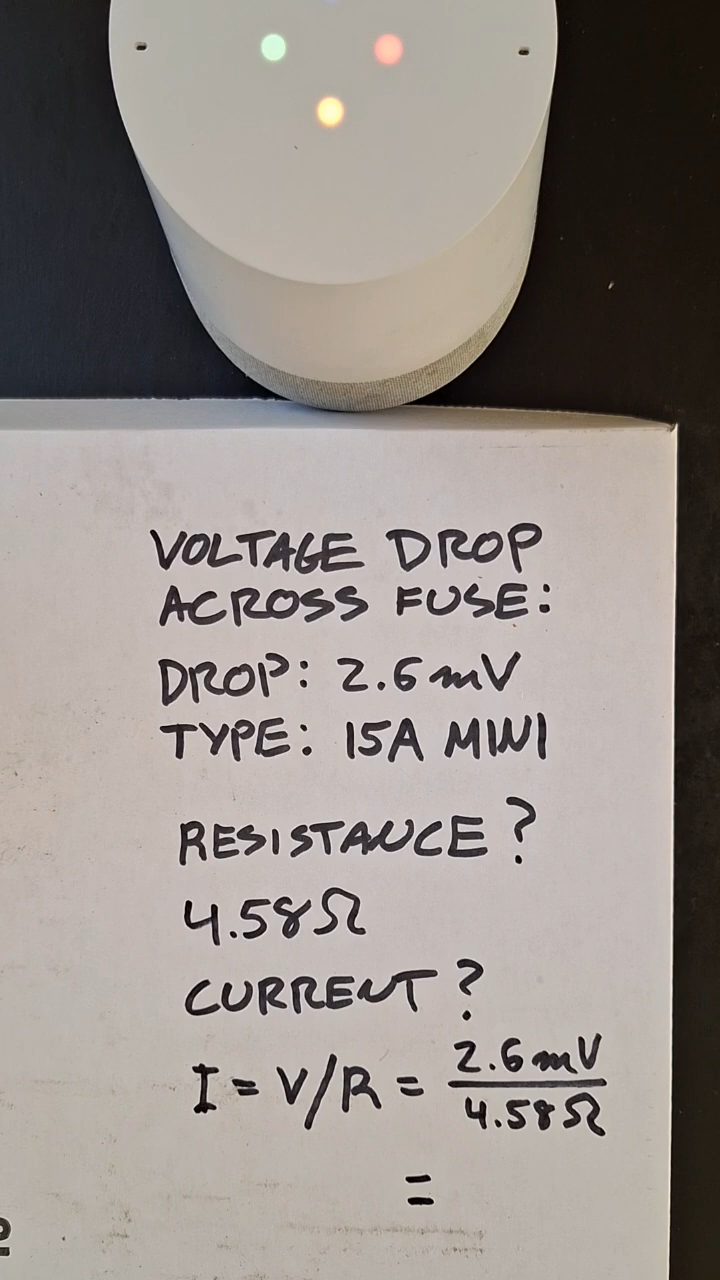 VOLTAGE DROP
ACROSS FUSE:
DROP: 2.6mV
TYPE: 15A MINI
RESISTANCE?
4.58Ω
CURRENT?
I = V/R = 2.6mV
4.58Ω
=